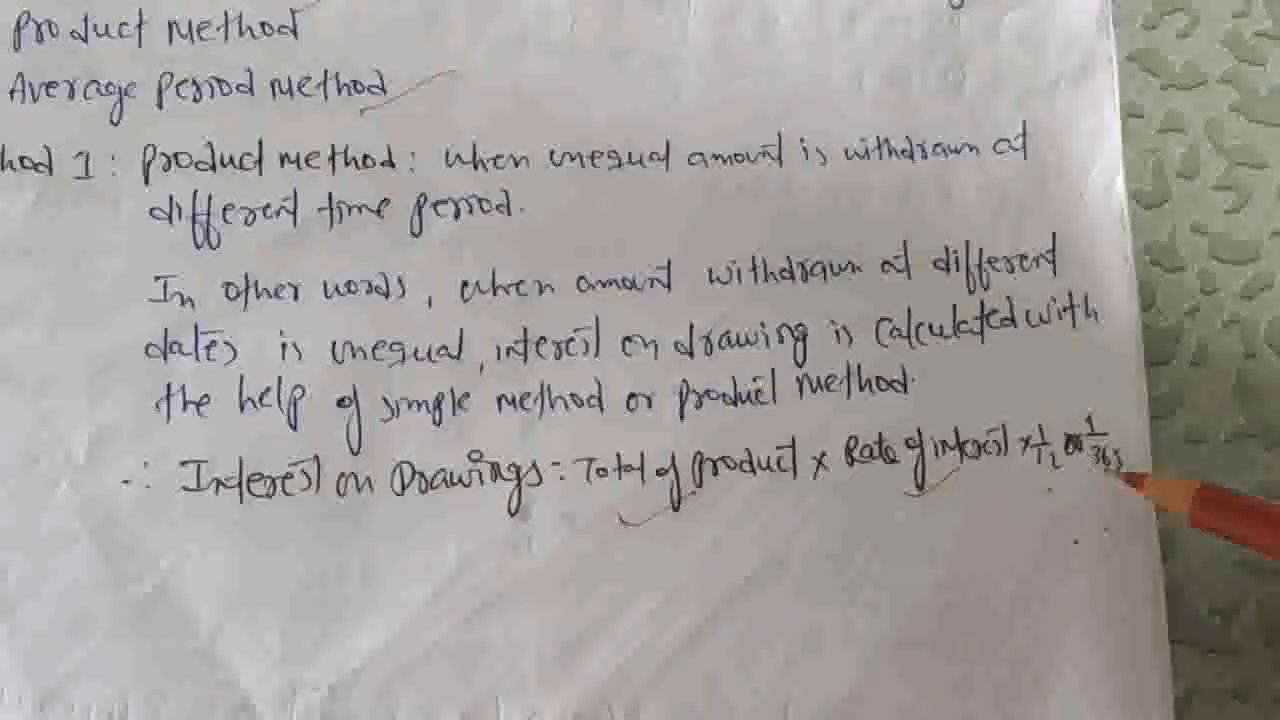 Product Method
Average Period Method
hod 1: Product method: when unequal amount is withdrawn at
different time period.
In other words, when amount withdrawn at different
dates is unequal, interest on drawing is calculated with
the help of simple method or product method.
∴ Interest on Drawings = Total of product × Rate of interest × 1/12 or 1/365